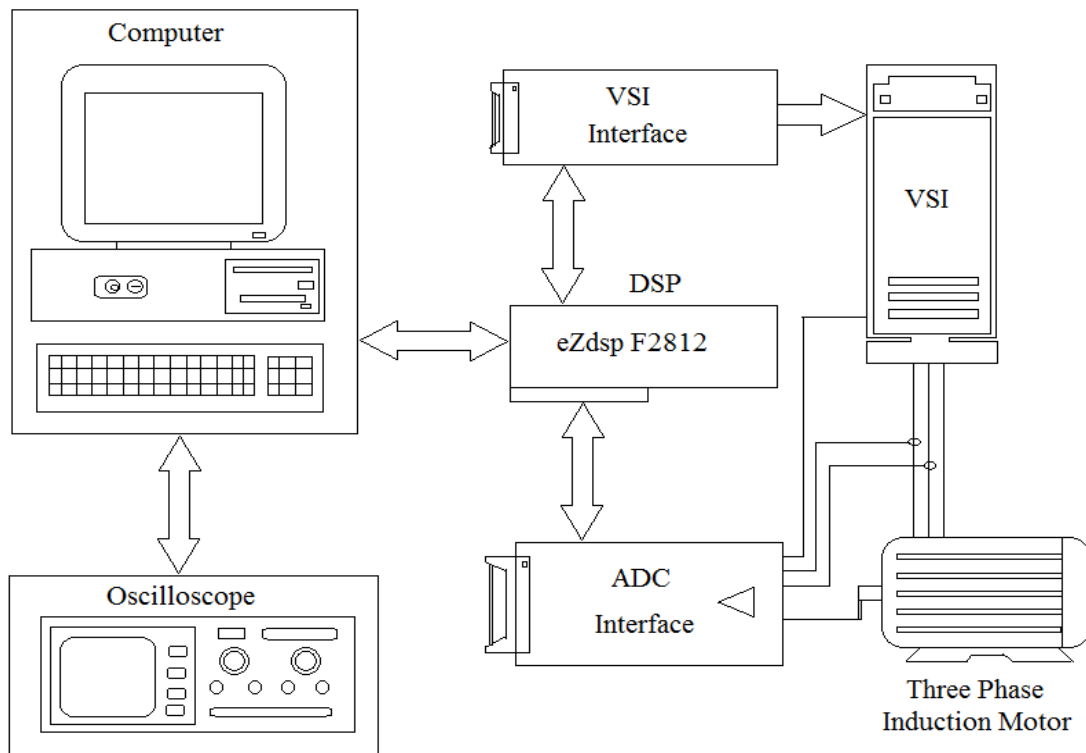 Computer
VSI
Interface
VSI
DSP
eZdsp F2812
ADC
Interface
Oscilloscope
Three Phase
Induction Motor